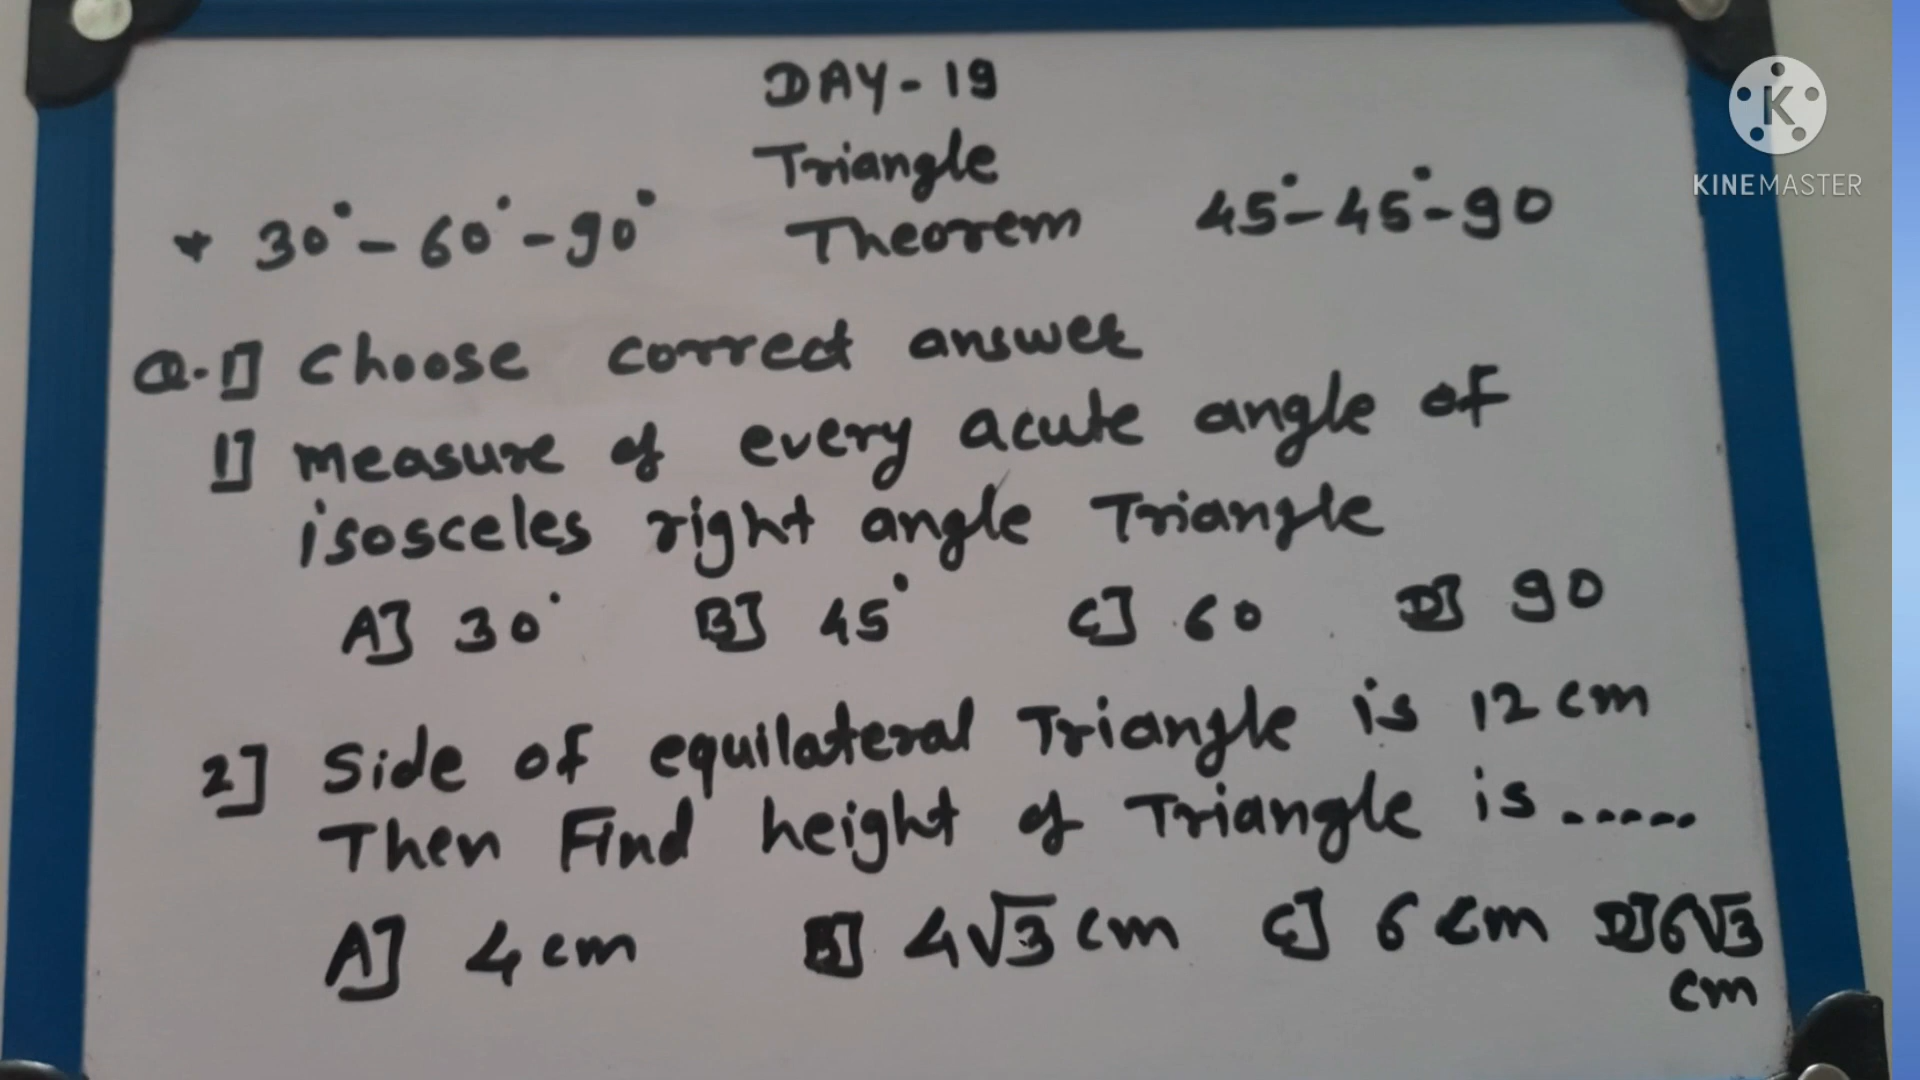 DAY-19
Triangle
* 30°-60°-90° Theorem 45°-45°-90
Q.1] Choose correct answer
1] measure of every acute angle of
isosceles right angle Triangle
A] 30° B] 45° C] 60 D] 90
2] Side of equilateral Triangle is 12 cm
Then Find height of Triangle is .....
A] 4 cm B] 4√3 cm C] 6 cm D] 6√3
cm
K
KINEMASTER